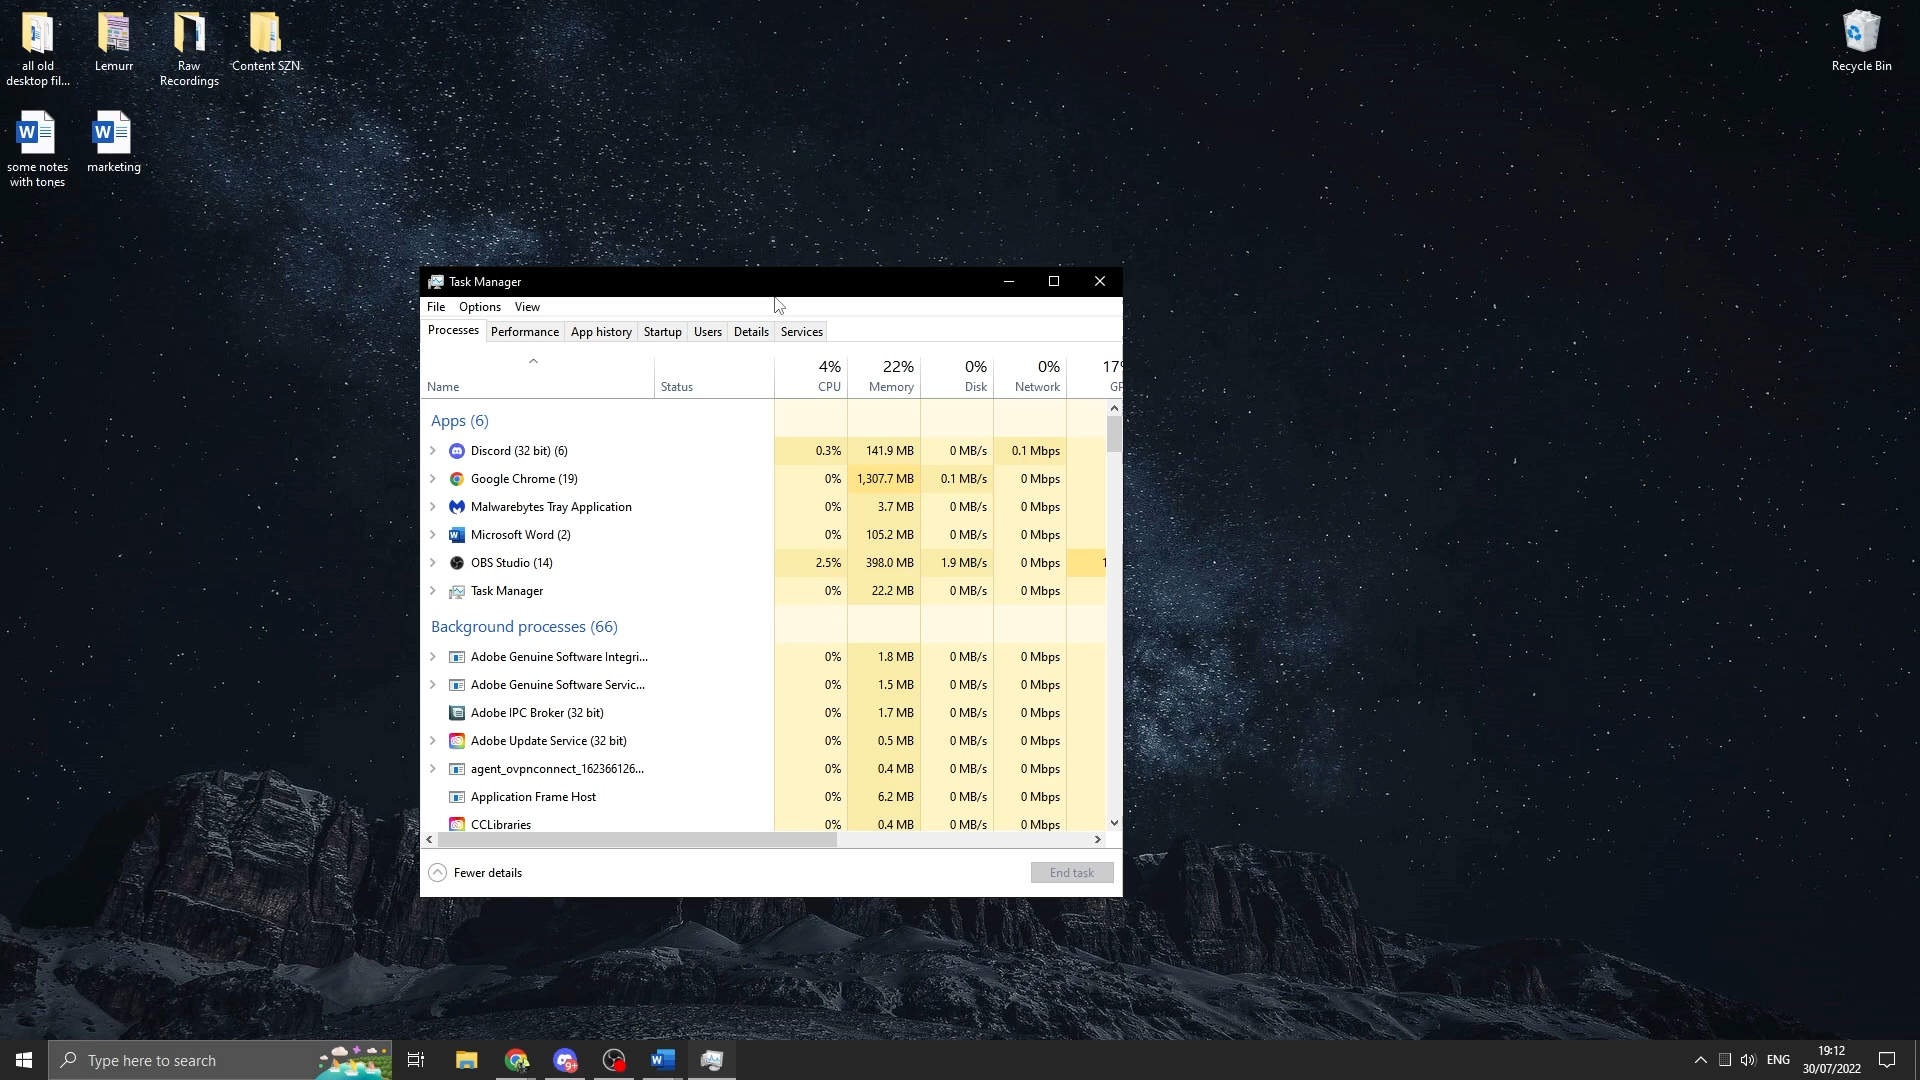 all old
desktop fil...
Lemurr
Raw
Recordings
Content SZN
Recycle Bin
some notes
with tones
marketing
Task Manager
File Options View
Processes Performance App history Startup Users Details Services
4% 22% 0% 0% 17%
Name Status CPU Memory Disk Network
Apps (6)
Discord (32 bit) (6) 0.3% 141.9 MB 0 MB/s 0.1 Mbps
Google Chrome (19) 0% 1,307.7 MB 0.1 MB/s 0 Mbps
Malwarebytes Tray Application 0% 3.7 MB 0 MB/s 0 Mbps
Microsoft Word (2) 0% 105.2 MB 0 MB/s 0 Mbps
OBS Studio (14) 2.5% 398.0 MB 1.9 MB/s 0 Mbps 1
Task Manager 0% 22.2 MB 0 MB/s 0 Mbps
Background processes (66)
Adobe Genuine Software Integri... 0% 1.8 MB 0 MB/s 0 Mbps
Adobe Genuine Software Servic... 0% 1.5 MB 0 MB/s 0 Mbps
Adobe IPC Broker (32 bit) 0% 1.7 MB 0 MB/s 0 Mbps
Adobe Update Service (32 bit) 0% 0.5 MB 0 MB/s 0 Mbps
agent_ovpnconnect_162366126... 0% 0.4 MB 0 MB/s 0 Mbps
Application Frame Host 0% 6.2 MB 0 MB/s 0 Mbps
CCLibraries 0% 0.4 MB 0 MB/s 0 Mbps
Fewer details End task
Type here to search
9+
ENG
19:12
30/07/2022